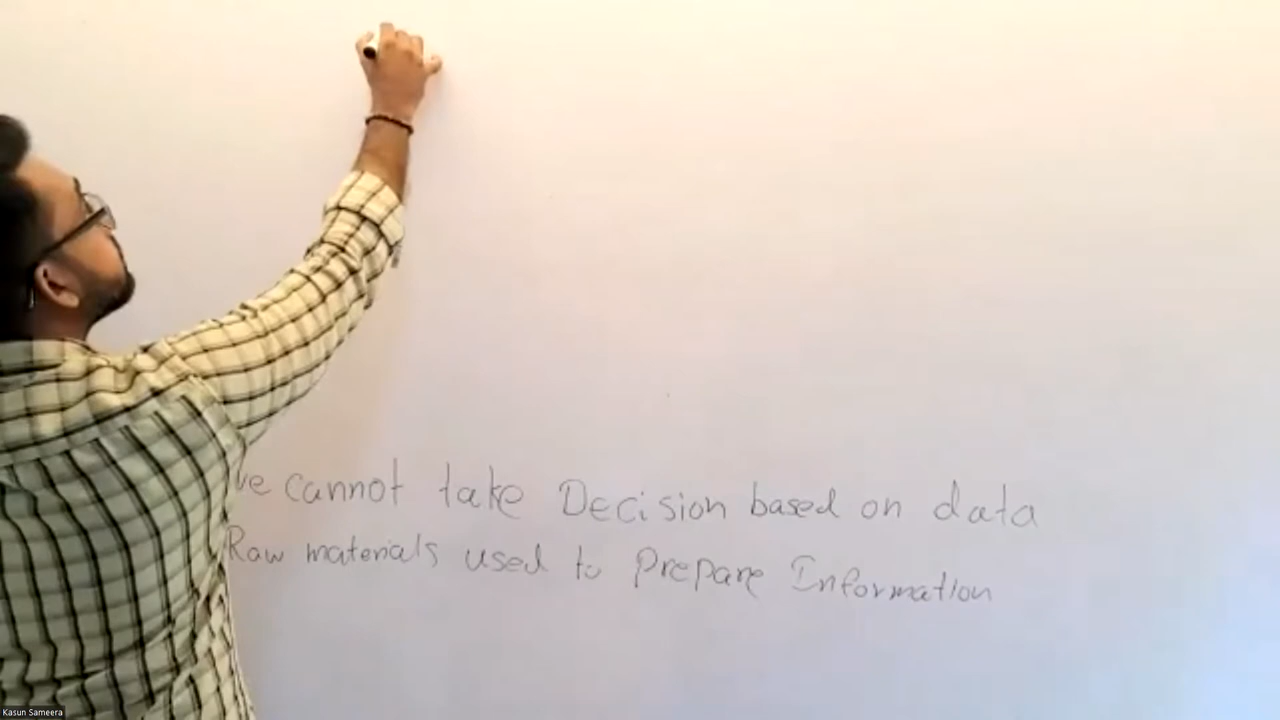 cannot take Decision based on data
Raw materials used to Prepare Information
Kasun Sameera